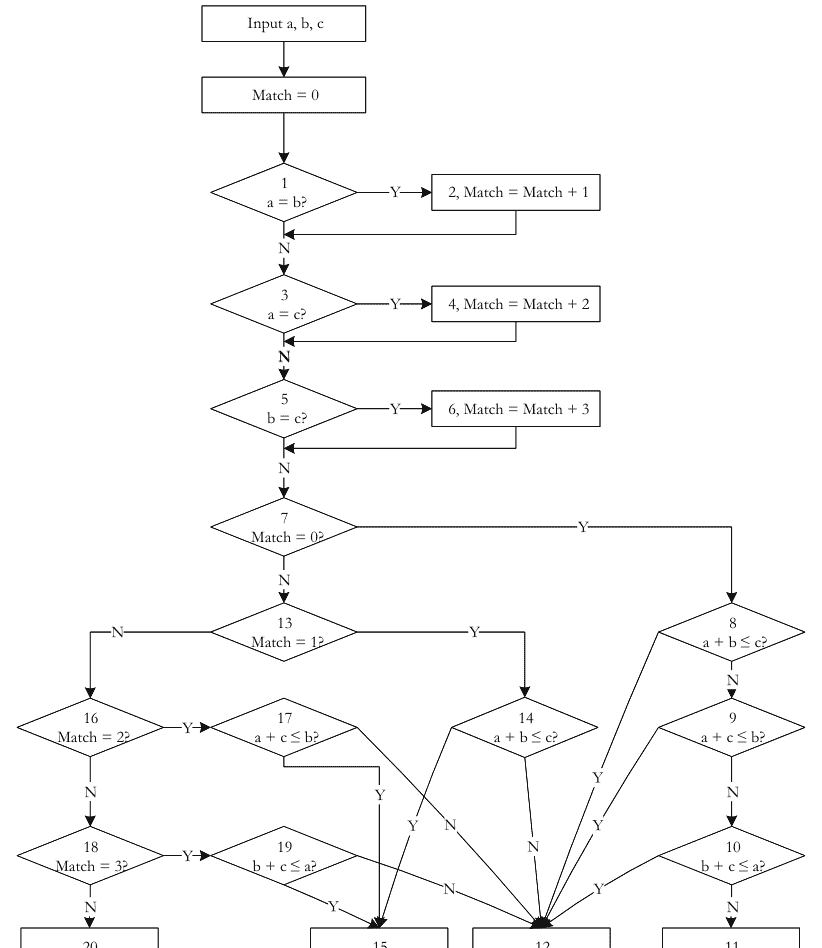 Input a, b, c
Match = 0
1
a = b?
Y
2, Match = Match + 1
N
3
a = c?
Y
4, Match = Match + 2
N
5
b = c?
Y
6, Match = Match + 3
N
7
Match = 0?
Y
N
13
Match = 1?
N
Y
8
a + b ≤ c?
N
16
Match = 2?
Y
17
a + c ≤ b?
14
a + b ≤ c?
9
a + c ≤ b?
Y
N
Y
N
Y
N
Y
N
18
Match = 3?
Y
19
b + c ≤ a?
N
10
b + c ≤ a?
Y
N
Y
N
20
15
12
11